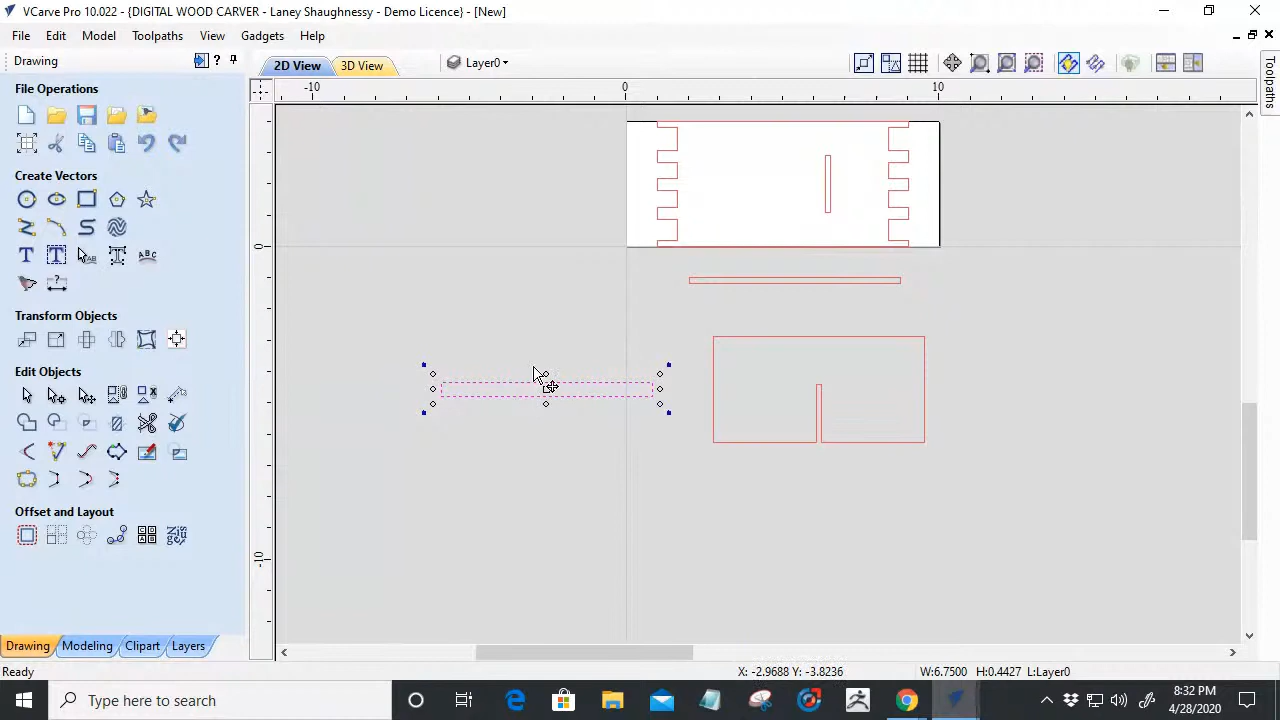 VCarve Pro 10.022 - {DIGITAL WOOD CARVER - Laney Shaughnessy - Demo Licence} - [New]
File Edit Model Toolpaths View Gadgets Help
Drawing
2D View
3D View
Layer0
Toolpaths
File Operations
-10 0 10
Create Vectors
0
Transform Objects
Edit Objects
Offset and Layout
-10
Drawing Modeling Clipart Layers
Ready
X: -2.9688 Y: -3.8236
W:6.7500 H:0.4427 L:Layer0
Type here to search
8:32 PM
4/28/2020